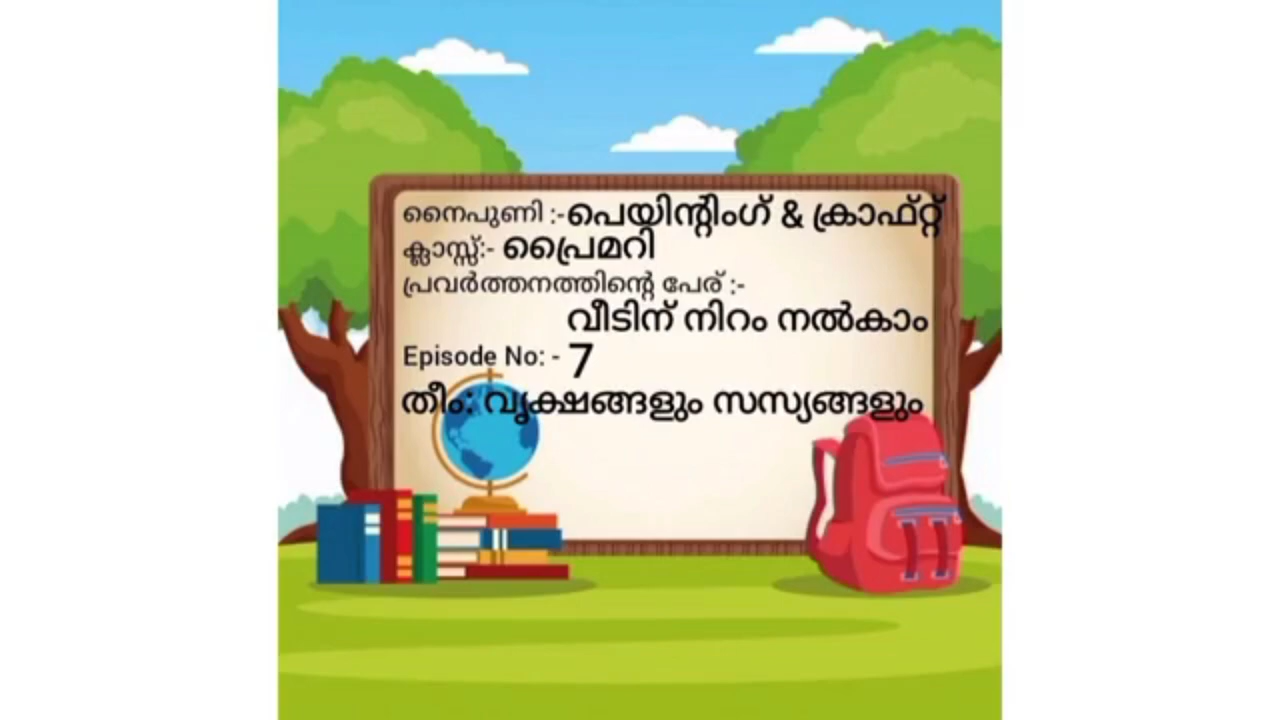 നൈപുണി :-പെയിന്റിംഗ് & ക്രാഫ്റ്റ്
ക്ലാസ്സ്:- പ്രൈമറി
പ്രവർത്തനത്തിന്റെ പേര് :-
വീടിന് നിറം നൽകാം
Episode No: - 7
തീം: വൃക്ഷങ്ങളും സസ്യങ്ങളും